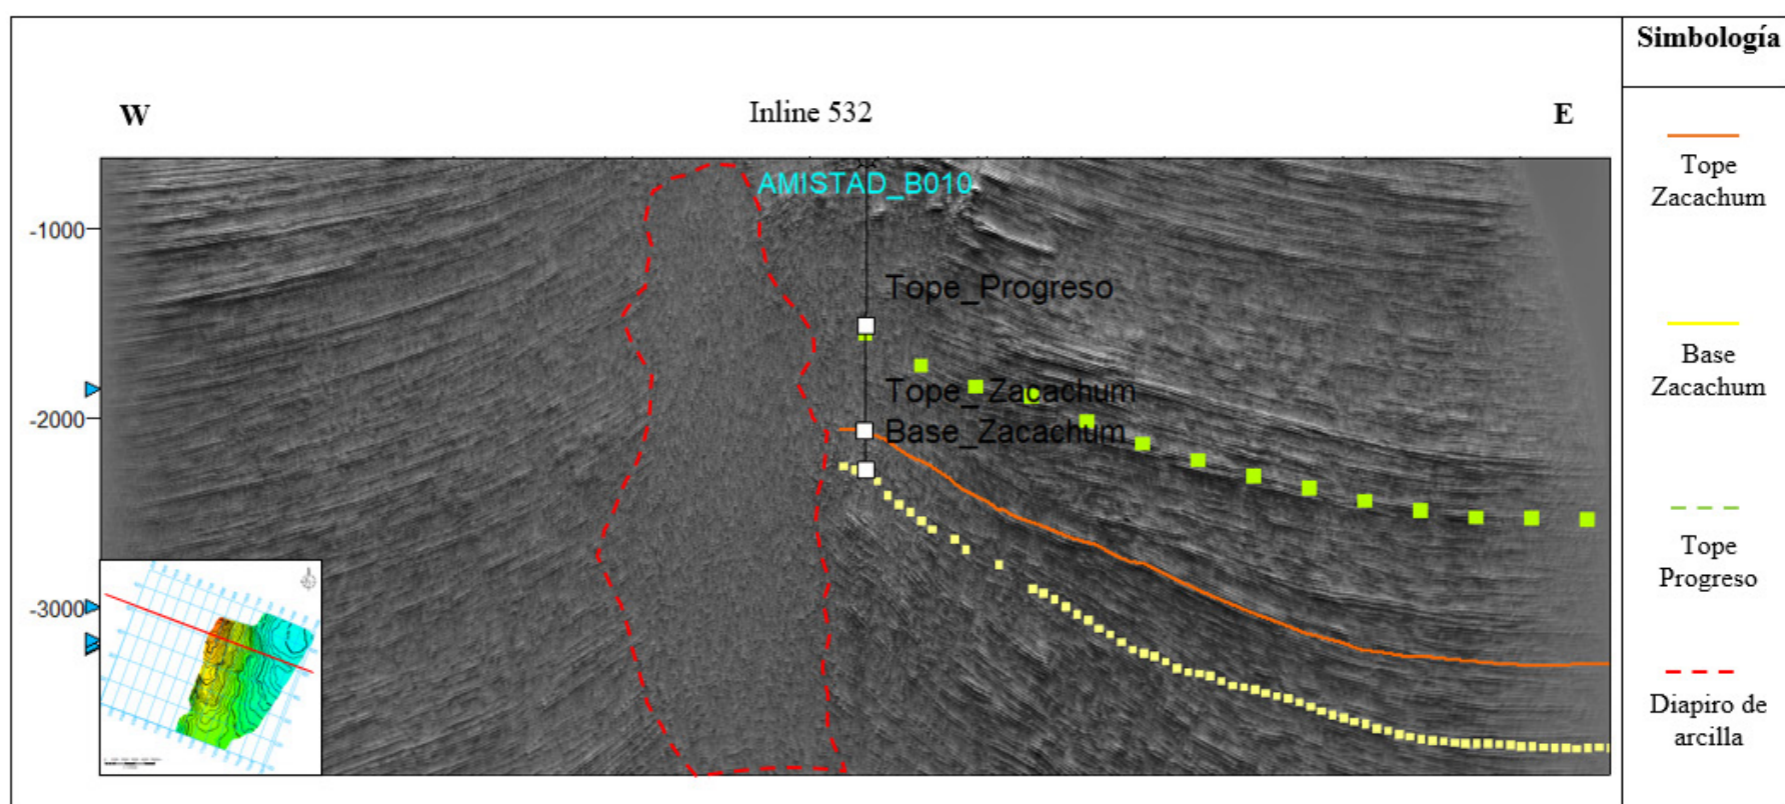 Simbología
W
Inline 532
E
AMISTAD_B010
-1000
Tope_Progreso
Tope_Zacachum
-2000
Base_Zacachum
-3000
Tope
Zacachum
Base
Zacachum
Tope
Progreso
Diapiro de
arcilla